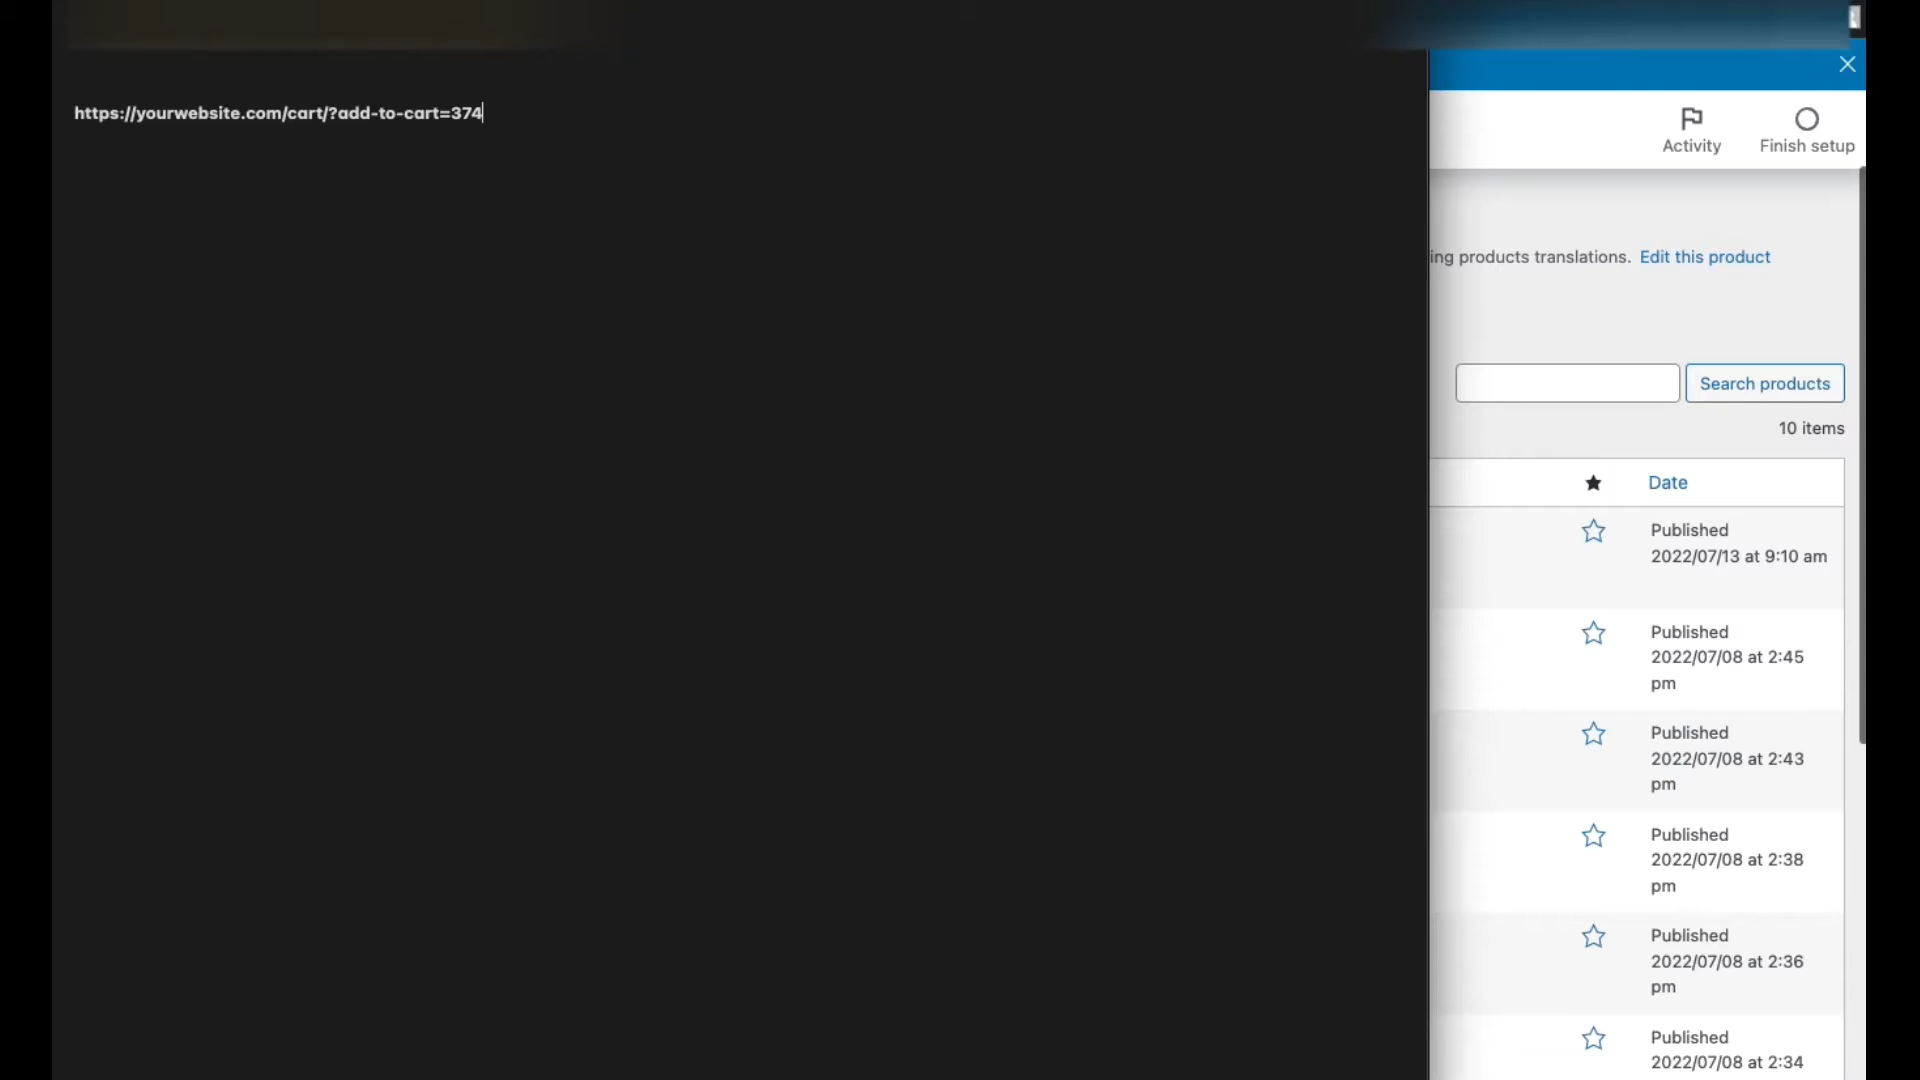 https://yourwebsite.com/cart/?add-to-cart=374
Activity
Finish setup
ing products translations. Edit this product
Search products
10 items
Date
Published
2022/07/13 at 9:10 am
Published
2022/07/08 at 2:45
pm
Published
2022/07/08 at 2:43
pm
Published
2022/07/08 at 2:38
pm
Published
2022/07/08 at 2:36
pm
Published
2022/07/08 at 2:34